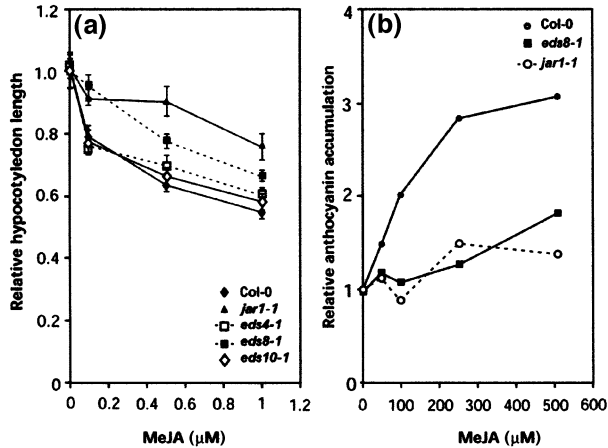 (a)
Relative hypocotyledon length
1.2
1.0
0.8
0.6
0.4
0.2
0
Col-0
jar1-1
eds4-1
eds8-1
eds10-1
0 0.2 0.4 0.6 0.8 1 1.2
MeJA (µM)
(b)
Relative anthocyanin accumulation
4
3
2
1
0
Col-0
eds8-1
jar1-1
0 100 200 300 400 500 600
MeJA (µM)